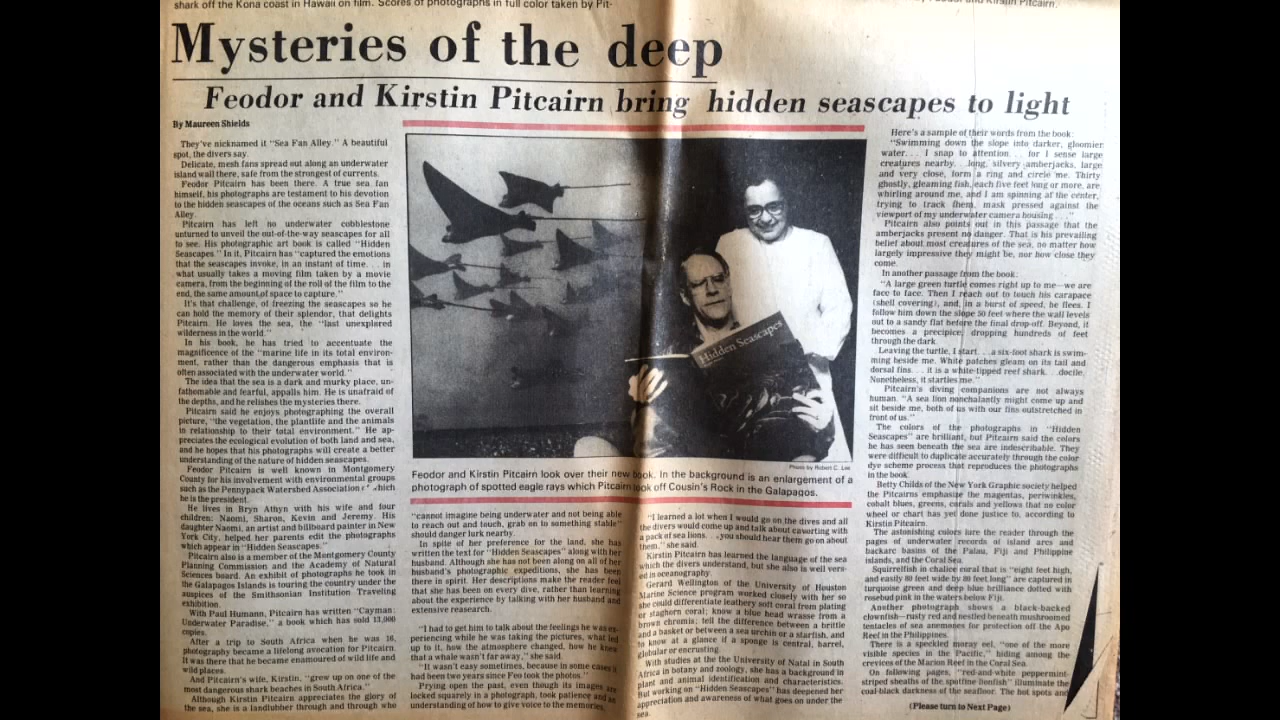 shark off the Kona coast in Hawaii on film. Scores of photographs in full color taken by Pit-
Kirstin Pitcairn.
Mysteries of the deep
Feodor and Kirstin Pitcairn bring hidden seascapes to light
By Maureen Shields
They've nicknamed it "Sea Fan Alley." A beautiful
spot, the divers say.
Delicate, mesh fans spread out along an underwater
island wall there, safe from the strongest of currents.
Feodor Pitcairn has been there. A true sea fan
himself, his photographs are testament to his devotion
to the hidden seascapes of the oceans such as Sea Fan
Alley.
Pitcairn has left no underwater cobblestone
unturned to unveil the out-of-the-way seascapes for all
to see. His photographic art book is called "Hidden
Seascapes." In it, Pitcairn has "captured the emotions
that the seascapes invoke, in an instant of time. . . in
what usually takes a moving film taken by a movie
camera, from the beginning of the roll of the film to the
end, the same amount of space to capture."
It's that challenge, of freezing the seascapes so he
can hold the memory of their splendor, that delights
Pitcairn. He loves the sea, the "last unexplored
wilderness in the world."
In his book, he has tried to accentuate the
magnificence of the "marine life in its total environ-
ment, rather than the dangerous emphasis that is
often associated with the underwater world."
The idea that the sea is a dark and murky place, un-
fathomable and fearful, appalls him. He is unafraid of
the depths, and he relishes the mysteries there.
Pitcairn said he enjoys photographing the overall
picture, "the vegetation, the plantlife and the animals
in relationship to their total environment." He ap-
preciates the ecological evolution of both land and sea,
and he hopes that his photographs will create a better
understanding of the nature of hidden seascapes.
Feodor Pitcairn is well known in Montgomery
County for his involvement with environmental groups
such as the Pennypack Watershed Association of which
he is the president.
He lives in Bryn Athyn with his wife and four
children: Naomi, Sharon, Kevin and Jeremy. His
daughter Naomi, an artist and billboard painter in New
York City, helped her parents edit the photographs
which appear in "Hidden Seascapes."
Pitcairn also is a member of the Montgomery County
Planning Commission and the Academy of Natural
Sciences board. An exhibit of photographs he took in
the Galapagos Islands is touring the country under the
auspices of the Smithsonian Institution Traveling
exhibition.
With Paul Humann, Pitcairn has written "Cayman:
Underwater Paradise," a book which has sold 13,000
copies.
After a trip to South Africa when he was 16,
photography became a lifelong avocation for Pitcairn.
It was there that he became enamoured of wild life and
wild places.
And Pitcairn's wife, Kirstin, "grew up on one of the
most dangerous shark beaches in South Africa."
Although Kirstin Pitcairn appreciates the glory of
the sea, she is a landlubber through and through who
Hidden Seascapes
Photo by Robert C. Lee
Feodor and Kirstin Pitcairn look over their new book. In the background is an enlargement of a
photograph of spotted eagle rays which Pitcairn took off Cousin's Rock in the Galapagos.
"cannot imagine being underwater and not being able
to reach out and touch, grab on to something stable"
should danger lurk nearby.
In spite of her preference for the land, she has
written the text for "Hidden Seascapes" along with her
husband. Although she has not been along on all of her
husband's photographic expeditions, she has been
there in spirit. Her descriptions make the reader feel
that she has been on every dive, rather than learning
about the experience by talking with her husband and
extensive research.
"I had to get him to talk about the feelings he was ex-
periencing while he was taking the pictures, what led
up to it, how the atmosphere changed, how he knew
that a whale wasn't far away," she said.
"It wasn't easy sometimes, because in some cases it
had been two years since Feo took the photos."
Prying open the past, even though its images are
locked squarely in a photograph, took patience and an
understanding of how to give voice to the memories.
"I learned a lot when I would go on the dives and all
the divers would come up and talk about cavorting with
a pack of sea lions. . . you should hear them go on about
them," she said.
Kirstin Pitcairn has learned the language of the sea
which the divers understand, but she also is well vers-
ed in oceanography.
Gerard Wellington of the University of Houston
Marine Science program worked closely with her so
she could differentiate leathery soft coral from plating
or staghorn coral; know a blue head wrasse from a
brown chromis; tell the difference between a brittle
and a basket or between a sea urchin or a starfish, and
to know at a glance if a sponge is central, barrel,
globular or encrusting.
With studies at the the University of Natal in South
Africa in botany and zoology, she has a background in
plant and animal identification and characteristics.
But working on "Hidden Seascapes" has deepened her
appreciation and awareness of what goes on under the
sea.
Here's a sample of their words from the book:
"Swimming down the slope into darker, gloomier
water. . . I snap to attention. . . for I sense large
creatures nearby. . .long, silvery amberjacks, large
and very close, form a ring and circle me. Thirty
ghostly, gleaming fish, each five feet long or more, are
whirling around me, and I am spinning at the center,
trying to track them, mask pressed against the
viewport of my underwater camera housing. . ."
Pitcairn also points out in this passage that the
amberjacks present no danger. That is his prevailing
belief about most creatures of the sea, no matter how
largely impressive they might be, nor how close they
come.
In another passage from the book:
"A large green turtle comes right up to me—we are
face to face. Then I reach out to touch his carapace
(shell covering), and, in a burst of speed, he flees. I
follow him down the slope 50 feet where the wall levels
out to a sandy flat before the final drop-off. Beyond, it
becomes a precipice, dropping hundreds of feet
through the dark.
Leaving the turtle, I start. . .a six-foot shark is swim-
ming beside me. White patches gleam on its tail and
dorsal fins. . . it is a white-tipped reef shark. . .docile.
Nonetheless, it startles me."
Pitcairn's diving companions are not always
human. "A sea lion nonchalantly might come up and
sit beside me, both of us with our fins outstretched in
front of us."
The colors of the photographs in "Hidden
Seascapes" are brilliant, but Pitcairn said the colors
he has seen beneath the sea are indescribable. They
were difficult to duplicate accurately through the color
dye scheme process that reproduces the photographs
in the book.
Betty Childs of the New York Graphic society helped
the Pitcairns emphasize the magentas, periwinkles,
cobalt blues, greens, corals and yellows that no color
wheel or chart has yet done justice to, according to
Kirstin Pitcairn.
The astonishing colors lure the reader through the
pages of underwater records of island arcs and
backarc basins of the Palau, Fiji and Philippine
islands, and the Coral Sea.
Squirrelfish in chalice coral that is "eight feet high,
and easily 80 feet wide by 80 feet long" are captured in
turquoise green and deep blue brilliance dotted with
rosebud pink in the waters below Fiji.
Another photograph shows a black-backed
clownfish—rusty red and nestled beneath mushroomed
tentacles of sea anemones for protection off the Apo
Reef in the Philippines.
There is a speckled moray eel, "one of the more
visible species in the Pacific," hiding among the
crevices of the Marion Reef in the Coral Sea.
On following pages, "red-and-white peppermint-
striped sheaths of the spotfine lionfish" illuminate the
coal-black darkness of the seafloor. The hot spots and
(Please turn to Next Page)